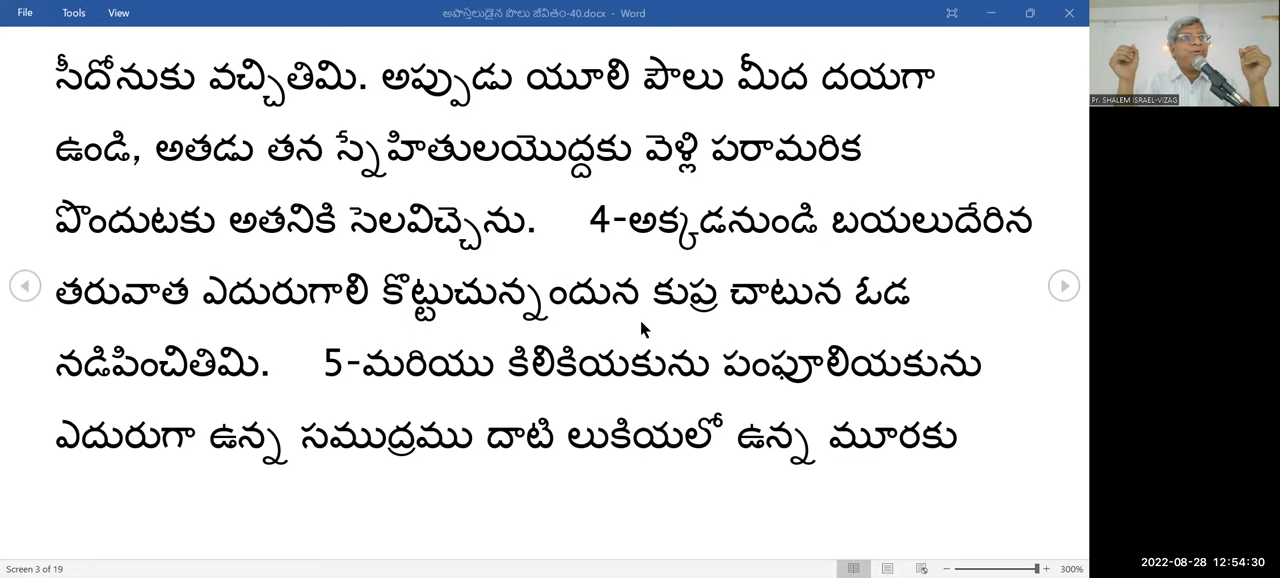 File Tools View అపొస్తలుడైన పౌలు జీవితం-40.docx - Word
Pr. SHALEM ISRAEL-VIZAG
సీదోనుకు వచ్చితిమి. అప్పుడు యూలి పౌలు మీద దయగా
ఉండి, అతడు తన స్నేహితులయొద్దకు వెళ్లి పరామరిక
పొందుటకు అతనికి సెలవిచ్చెను. 4-అక్కడనుండి బయలుదేరిన
తరువాత ఎదురుగాలి కొట్టుచున్నందున కుప్ర చాటున ఓడ
నడిపించితిమి. 5-మరియు కిలికియకును పంఫూలియకును
ఎదురుగా ఉన్న సముద్రము దాటి లుకియలో ఉన్న మూరకు
Screen 3 of 19 300%
2022-08-28 12:54:30